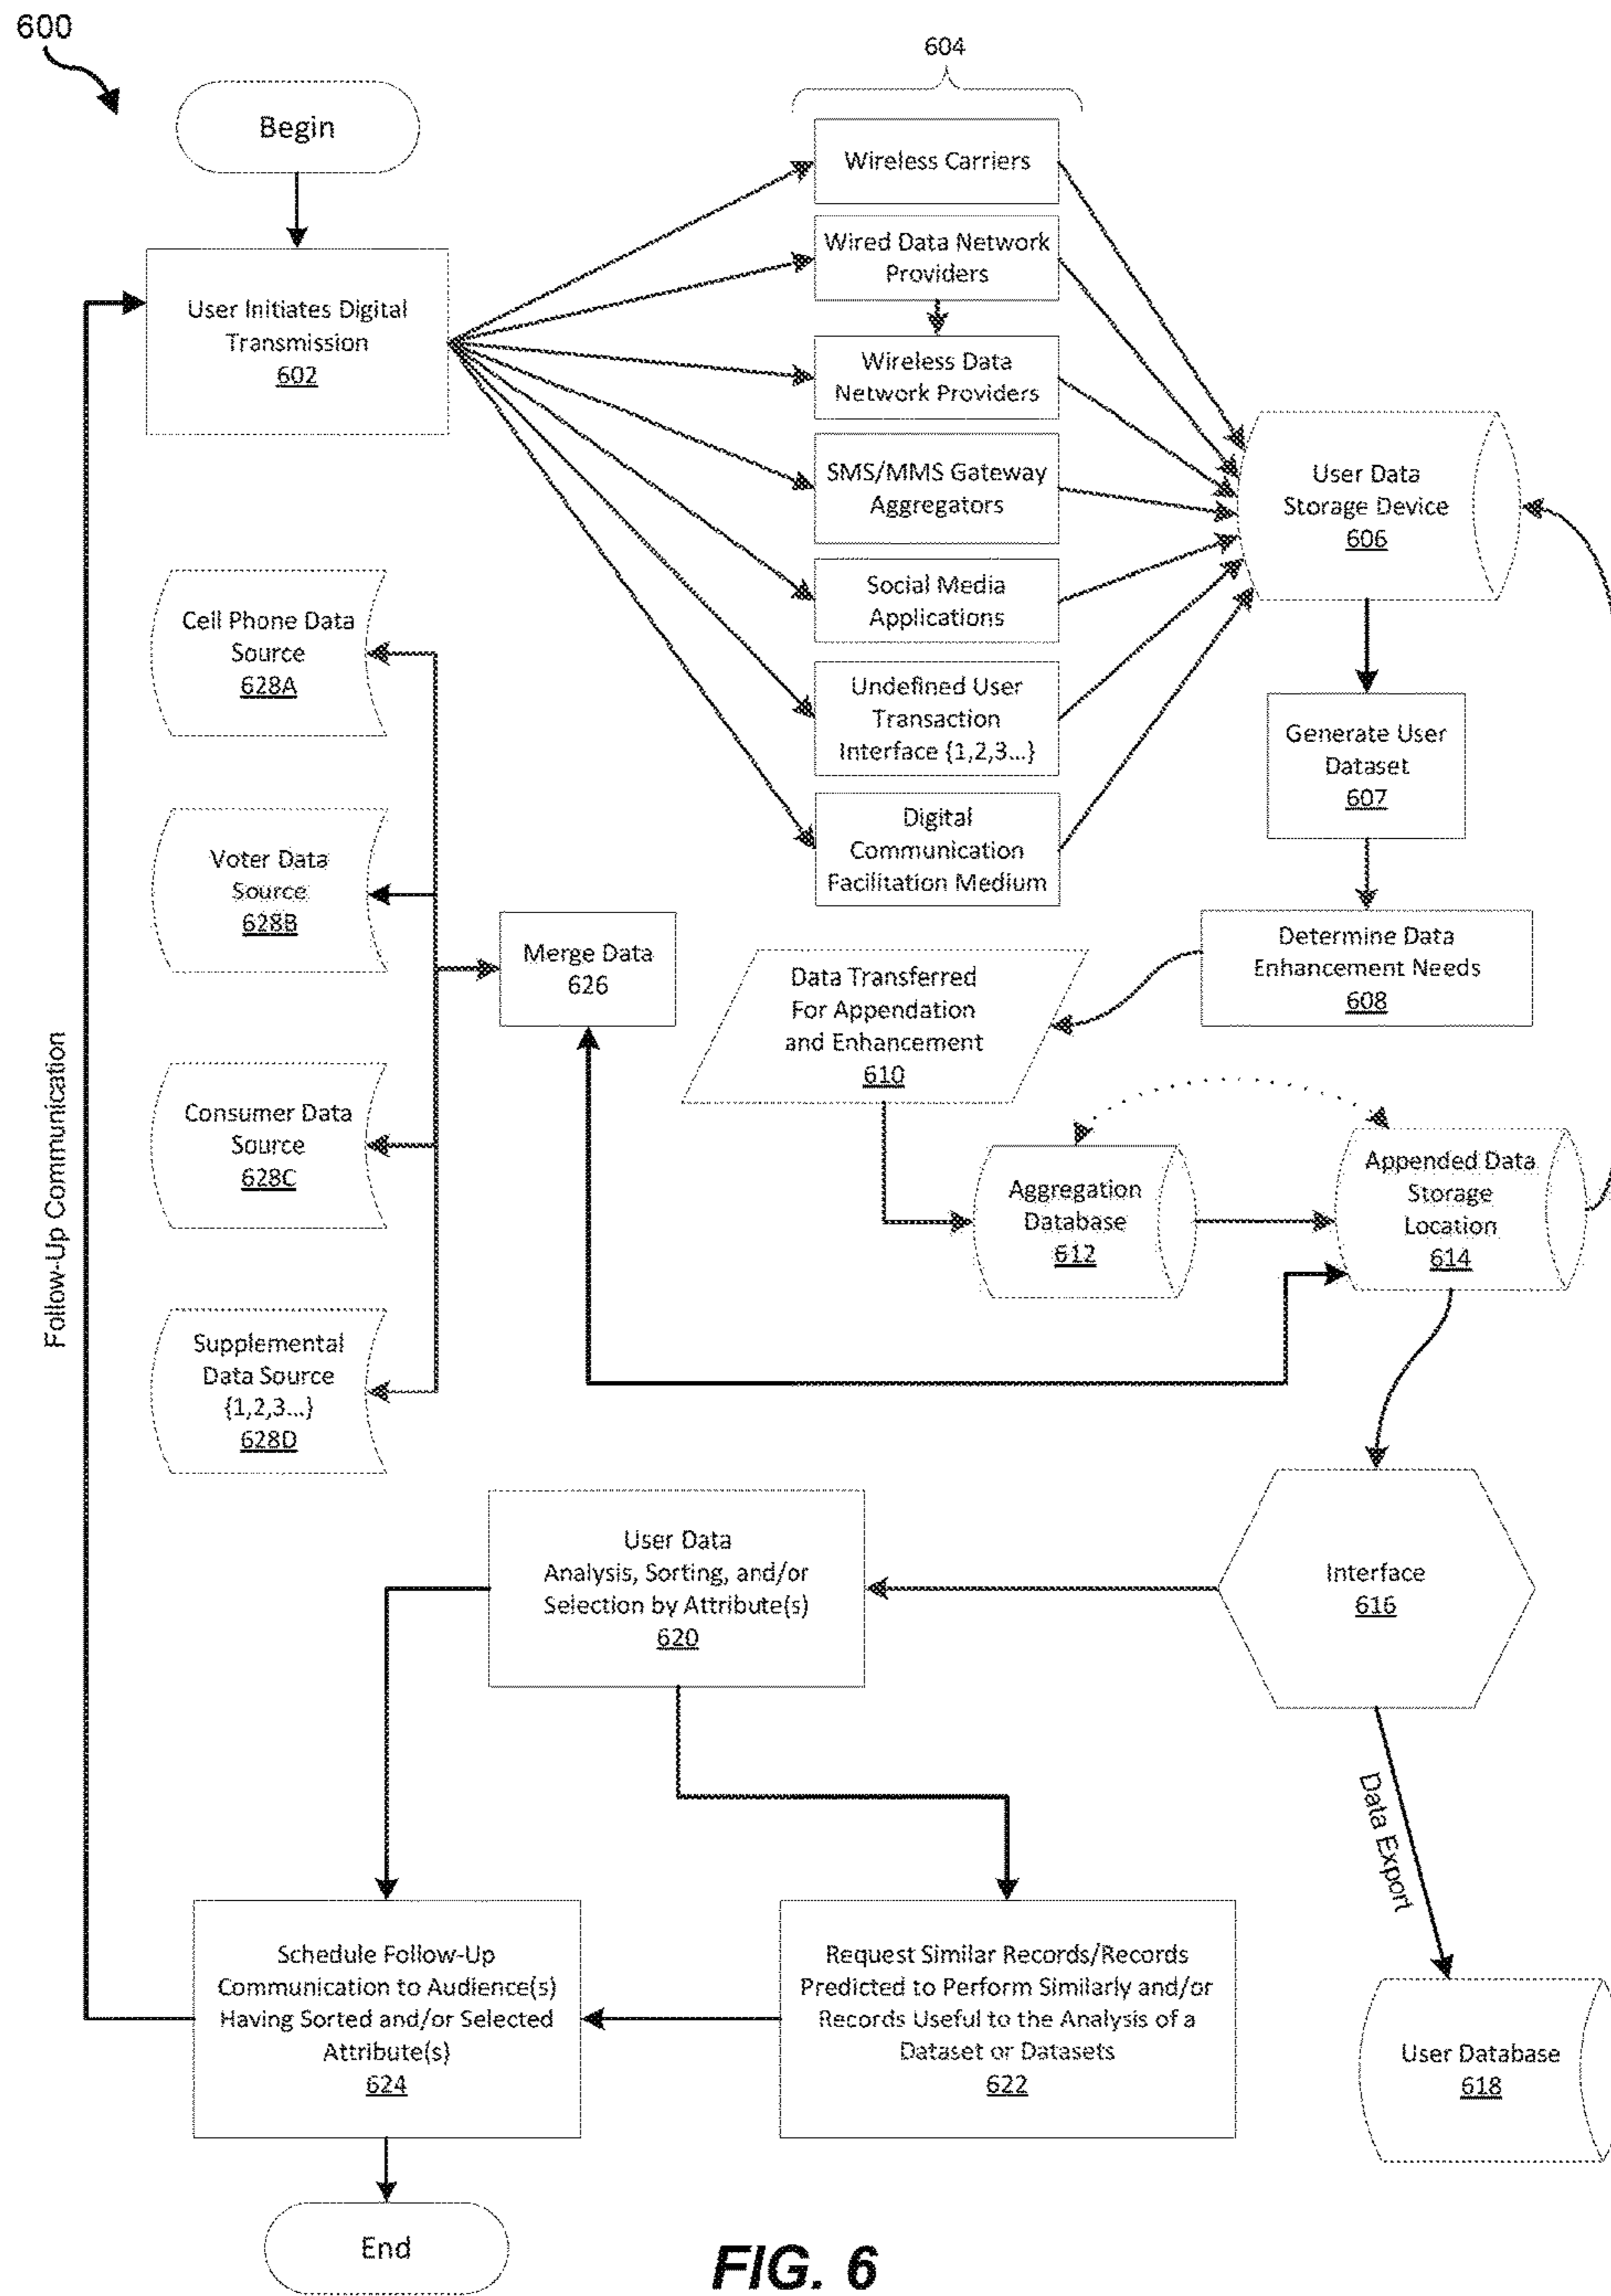 600
604
Begin
Wireless Carriers
Wired Data Network
Providers
User Initiates Digital
Transmission
602
Wireless Data
Network Providers
SMS/MMS Gateway
Aggregators
User Data
Storage Device
606
Social Media
Applications
Cell Phone Data
Source
628A
Undefined User
Transaction
Interface {1,2,3...}
Generate User
Dataset
607
Digital
Communication
Facilitation Medium
Voter Data
Source
628B
Merge Data
626
Data Transferred
For Appendation
and Enhancement
610
Determine Data
Enhancement Needs
608
Follow-Up Communication
Consumer Data
Source
628C
Aggregation
Database
612
Appended Data
Storage
Location
614
Supplemental
Data Source
{1,2,3...}
628D
User Data
Analysis, Sorting, and/or
Selection by Attribute(s)
620
Interface
616
Data Export
Schedule Follow-Up
Communication to Audience(s)
Having Sorted and/or Selected
Attribute(s)
624
Request Similar Records/Records
Predicted to Perform Similarly and/or
Records Useful to the Analysis of a
Dataset or Datasets
622
User Database
618
End
FIG. 6